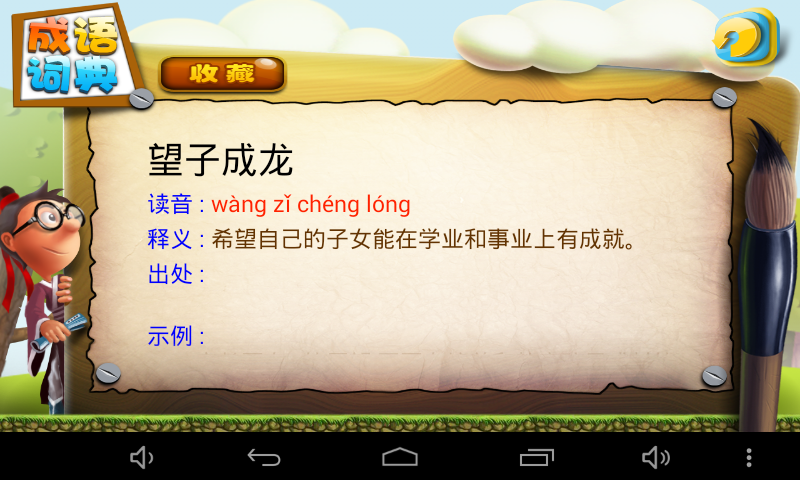 成语
词典
收藏
望子成龙
读音 : wàng zǐ chéng lóng
释义 : 希望自己的子女能在学业和事业上有成就。
出处 :
示例 :